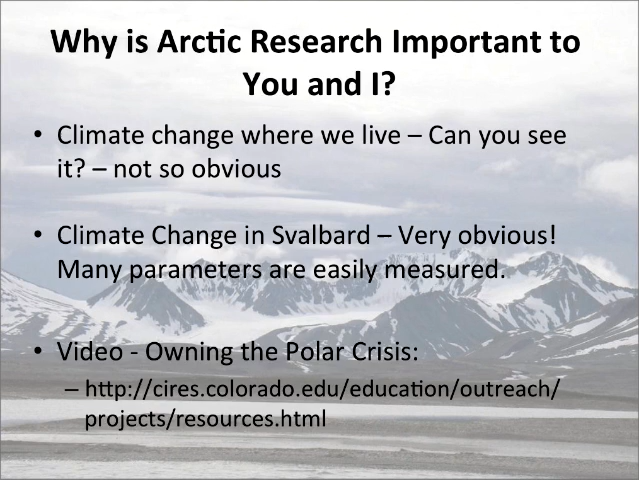 Why is Arctic Research Important to
You and I?
• Climate change where we live – Can you see
it? – not so obvious
• Climate Change in Svalbard – Very obvious!
Many parameters are easily measured.
• Video - Owning the Polar Crisis:
– http://cires.colorado.edu/education/outreach/
projects/resources.html